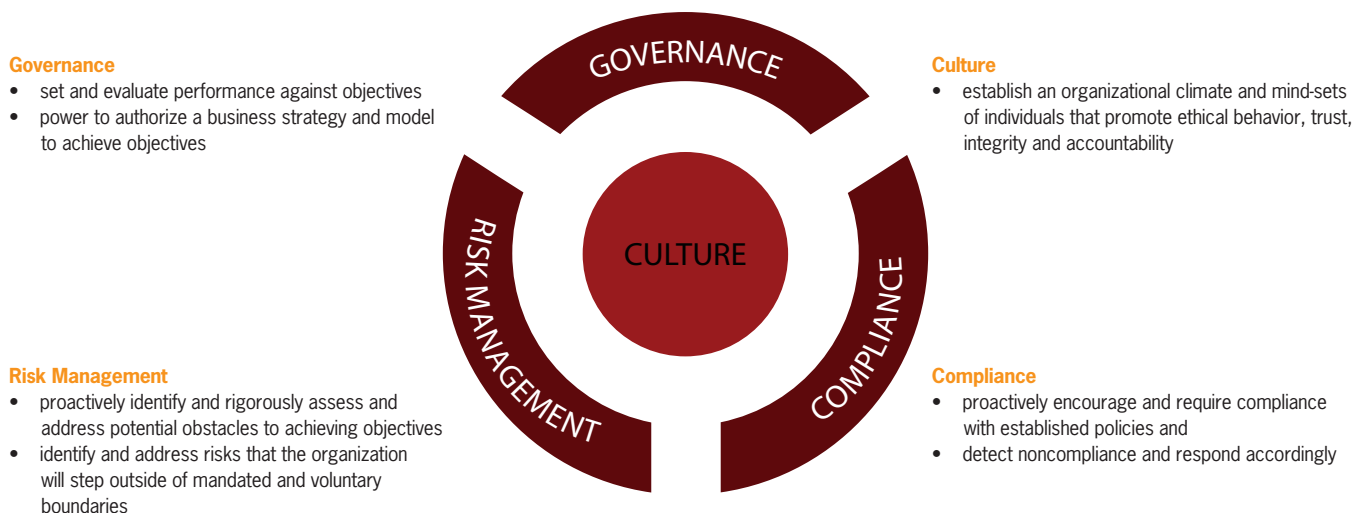 Governance
• set and evaluate performance against objectives
• power to authorize a business strategy and model
to achieve objectives
GOVERNANCE
Culture
• establish an organizational climate and mind-sets
of individuals that promote ethical behavior, trust,
integrity and accountability
RISK MANAGEMENT
CULTURE
COMPLIANCE
Risk Management
• proactively identify and rigorously assess and
address potential obstacles to achieving objectives
• identify and address risks that the organization
will step outside of mandated and voluntary
boundaries
Compliance
• proactively encourage and require compliance
with established policies and
• detect noncompliance and respond accordingly